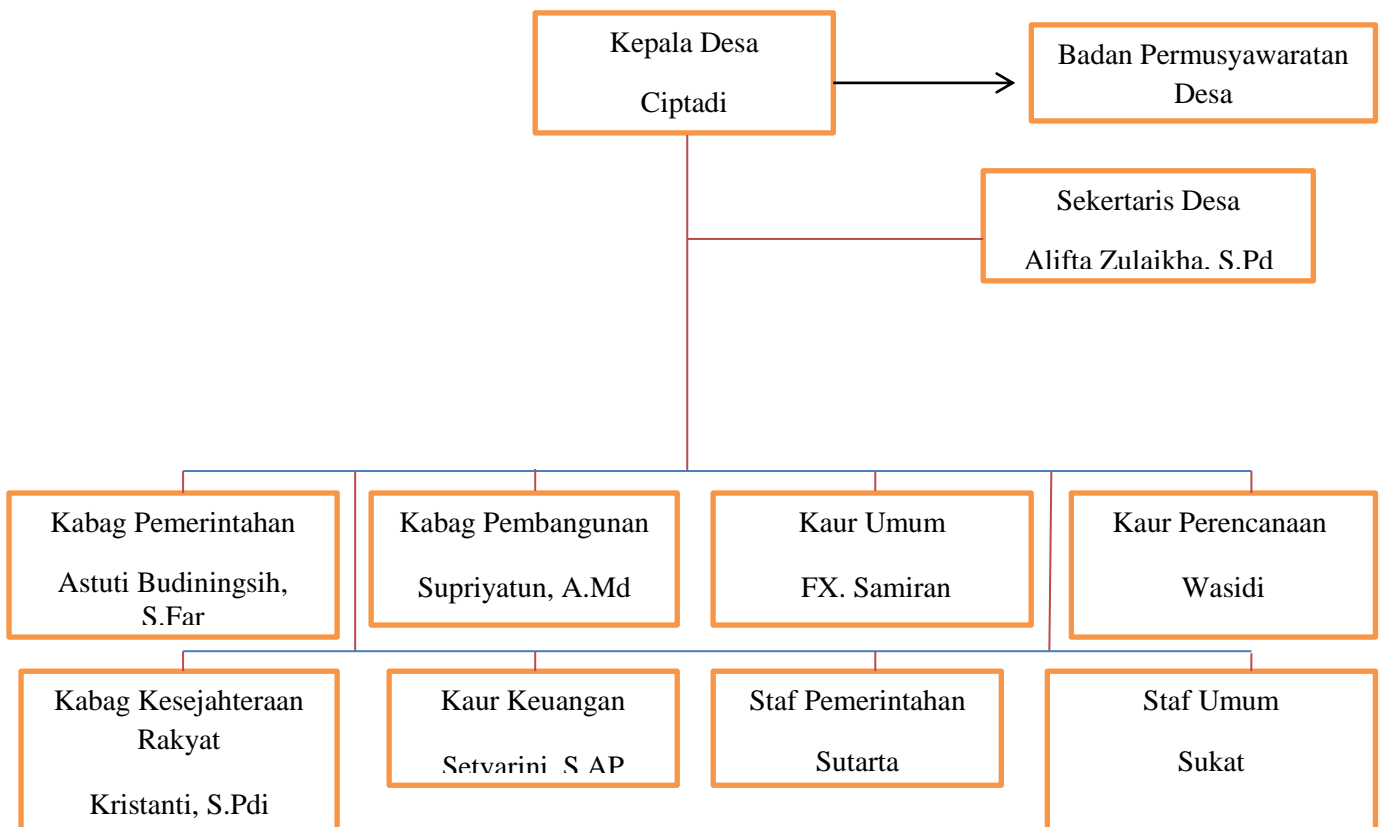 Kepala Desa
Ciptadi
Badan Permusyawaratan
Desa
Sekertaris Desa
Alifta Zulaikha, S.Pd
Kabag Pemerintahan
Astuti Budiningsih,
S.Far
Kabag Pembangunan
Supriyatun, A.Md
Kaur Umum
FX. Samiran
Kaur Perencanaan
Wasidi
Kabag Kesejahteraan
Rakyat
Kristanti, S.Pdi
Kaur Keuangan
Setyarini, S.AP
Staf Pemerintahan
Sutarta
Staf Umum
Sukat